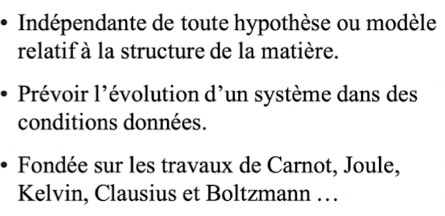 • Indépendante de toute hypothèse ou modèle
relatif à la structure de la matière.
• Prévoir l’évolution d’un système dans des
conditions données.
• Fondée sur les travaux de Carnot, Joule,
Kelvin, Clausius et Boltzmann …